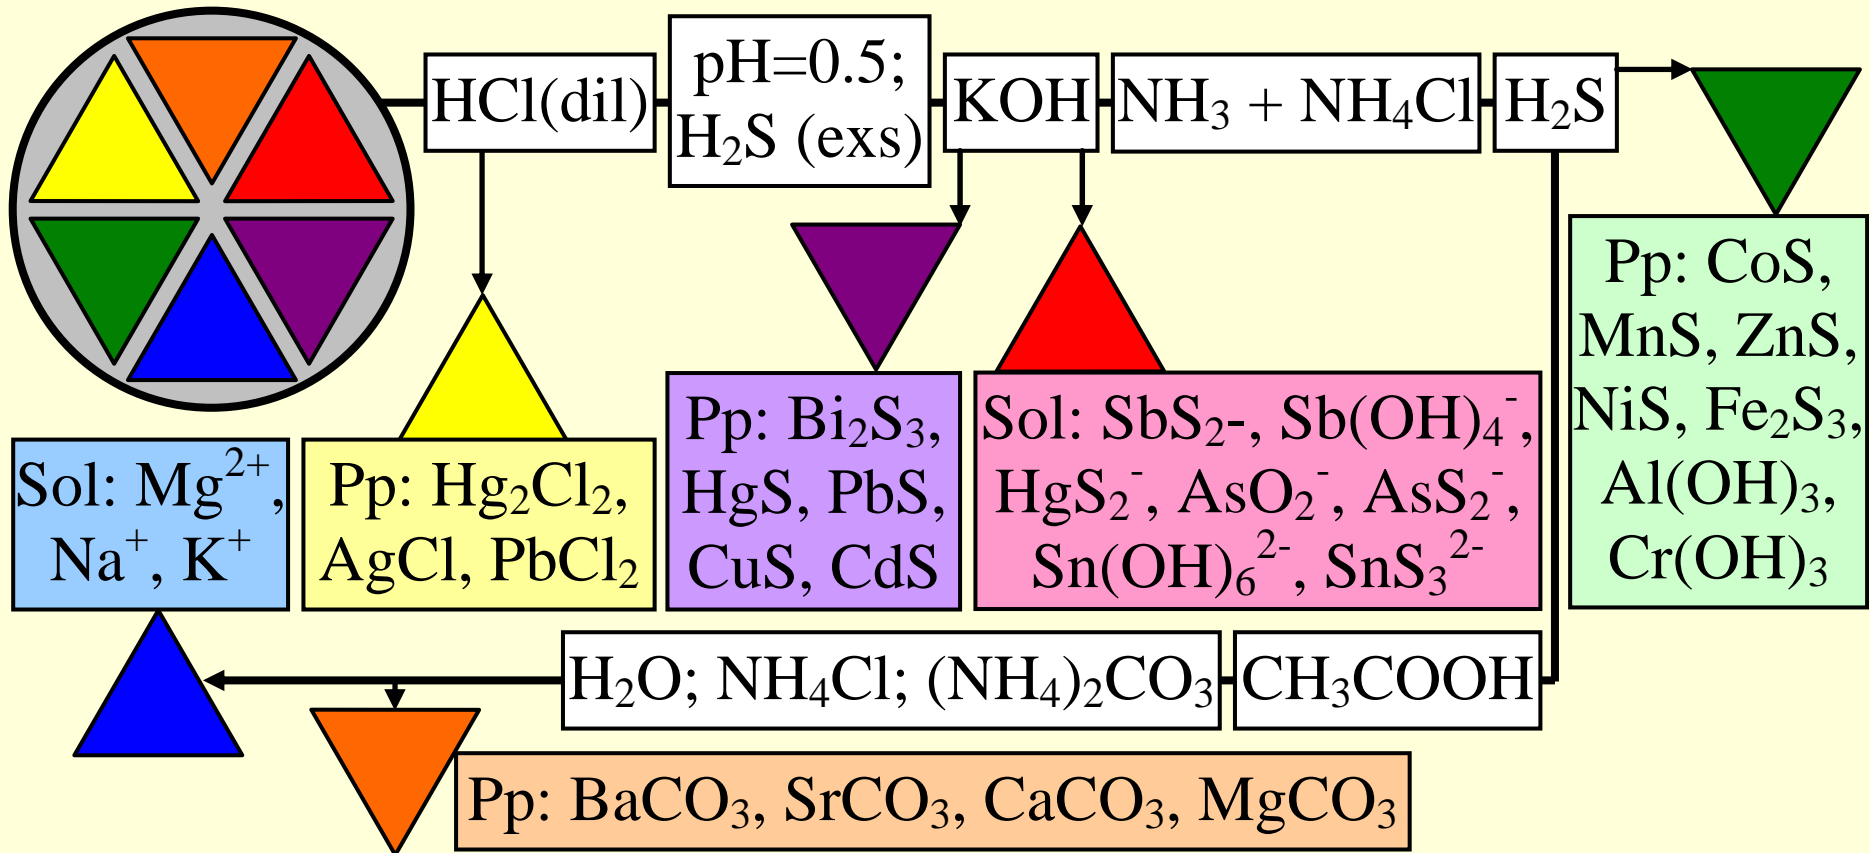 HCl(dil)
pH=0.5;
H₂S (exs)
KOH
NH₃ + NH₄Cl
H₂S
Pp: CoS,
MnS, ZnS,
NiS, Fe₂S₃,
Al(OH)₃,
Cr(OH)₃
Sol: Mg²⁺,
Na⁺, K⁺
Pp: Hg₂Cl₂,
AgCl, PbCl₂
Pp: Bi₂S₃,
HgS, PbS,
CuS, CdS
Sol: SbS₂-, Sb(OH)₄⁻,
HgS₂⁻, AsO₂⁻, AsS₂⁻,
Sn(OH)₆²⁻, SnS₃²⁻
H₂O; NH₄Cl; (NH₄)₂CO₃
CH₃COOH
Pp: BaCO₃, SrCO₃, CaCO₃, MgCO₃